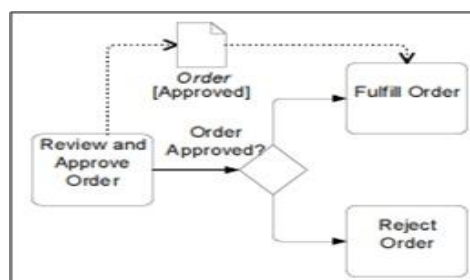 Order
[Approved]
Fulfill Order
Order
Approved?
Review and
Approve
Order
Reject
Order